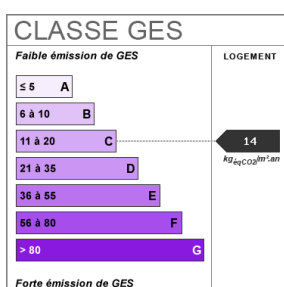 CLASSE GES
Faible émission de GES
LOGEMENT
≤ 5 A
6 à 10 B
11 à 20 C
14
kgéqCO2/m².an
21 à 35 D
36 à 55 E
56 à 80 F
> 80 G
Forte émission de GES